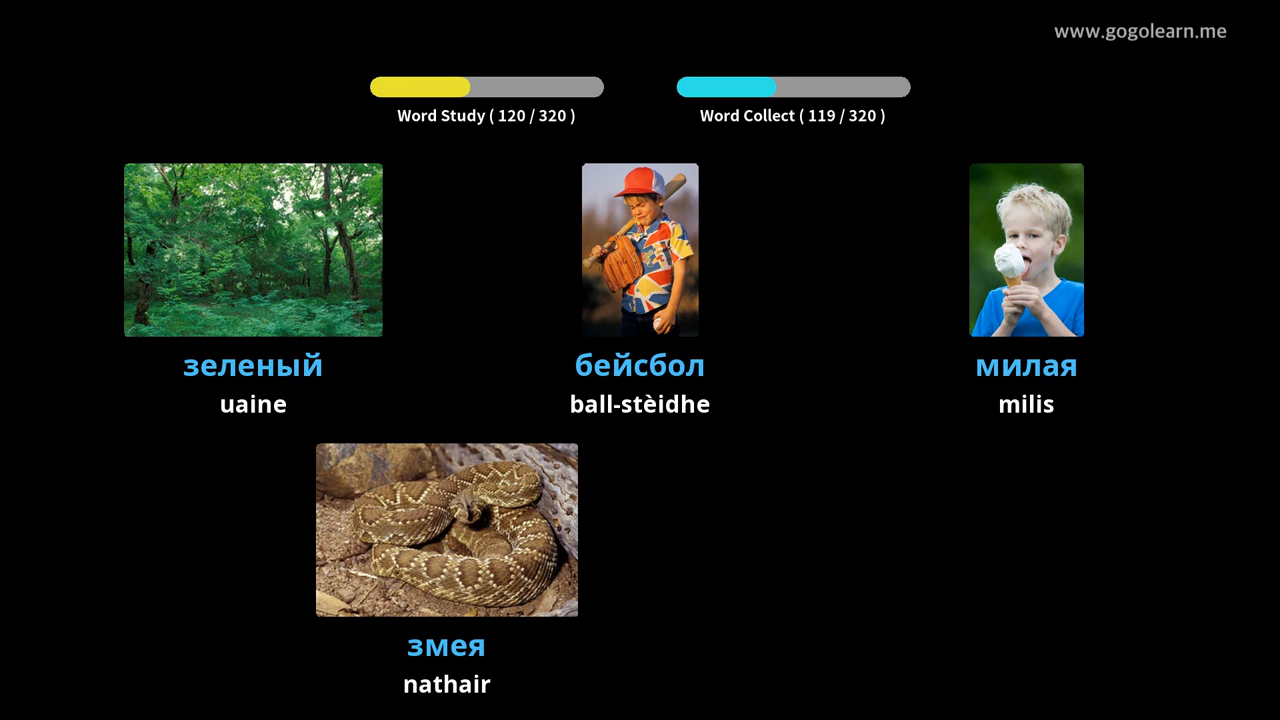 www.gogolearn.me
Word Study ( 120 / 320 )
Word Collect ( 119 / 320 )
зеленый
uaine
бейсбол
ball-stèidhe
милая
milis
змея
nathair